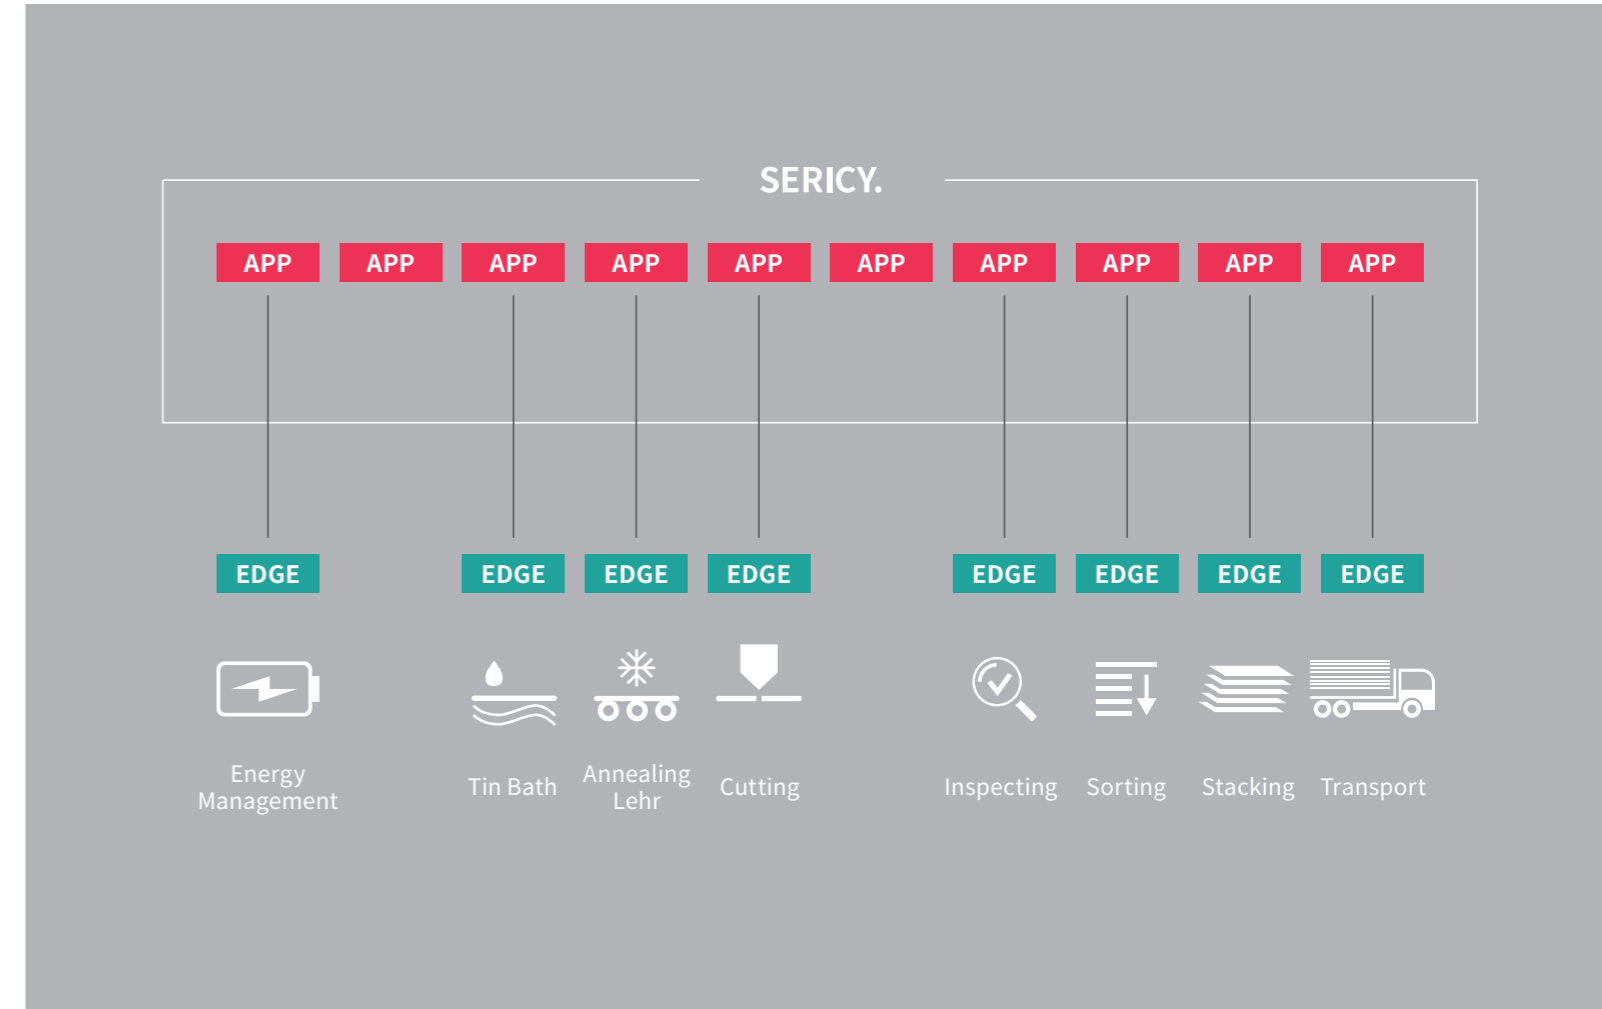 SERICY.
APP APP APP APP APP APP APP APP APP APP
EDGE EDGE EDGE EDGE EDGE EDGE EDGE EDGE
Energy
Management
Tin Bath
Annealing
Lehr
Cutting
Inspecting
Sorting
Stacking
Transport